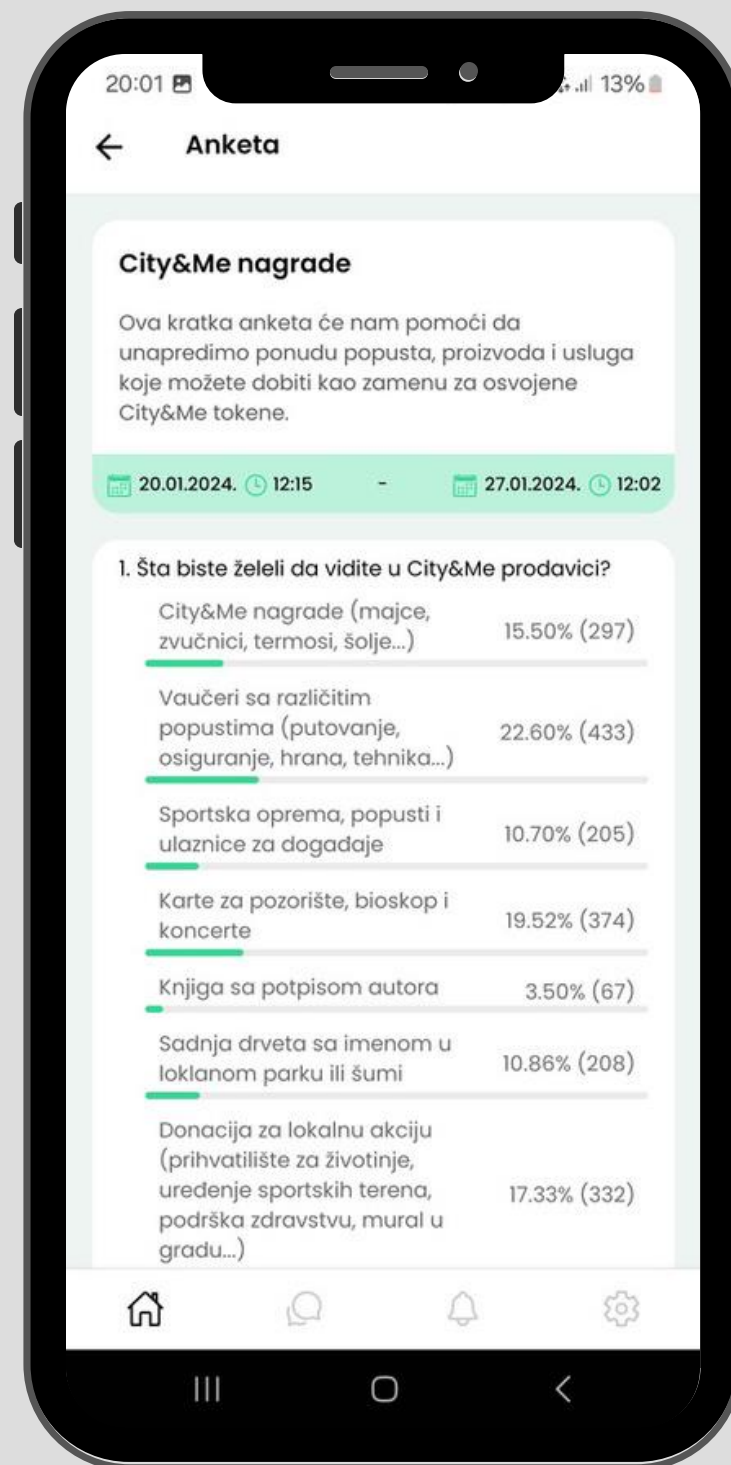 20:01
13%
Anketa
City&Me nagrade
Ova kratka anketa će nam pomoći da
unapredimo ponudu popusta, proizvoda i usluga
koje možete dobiti kao zamenu za osvojene
City&Me tokene.
20.01.2024. 12:15 - 27.01.2024. 12:02
1. Šta biste želeli da vidite u City&Me prodavici?
City&Me nagrade (majce,
zvučnici, termosi, šolje...)
15.50% (297)
Vaučeri sa različitim
popustima (putovanje,
osiguranje, hrana, tehnika...)
22.60% (433)
Sportska oprema, popusti i
ulaznice za događaje
10.70% (205)
Karte za pozorište, bioskop i
koncerte
19.52% (374)
Knjiga sa potpisom autora
3.50% (67)
Sadnja drveta sa imenom u
loklanom parku ili šumi
10.86% (208)
Donacija za lokalnu akciju
(prihvatilište za životinje,
uređenje sportskih terena,
podrška zdravstvu, mural u
gradu...)
17.33% (332)